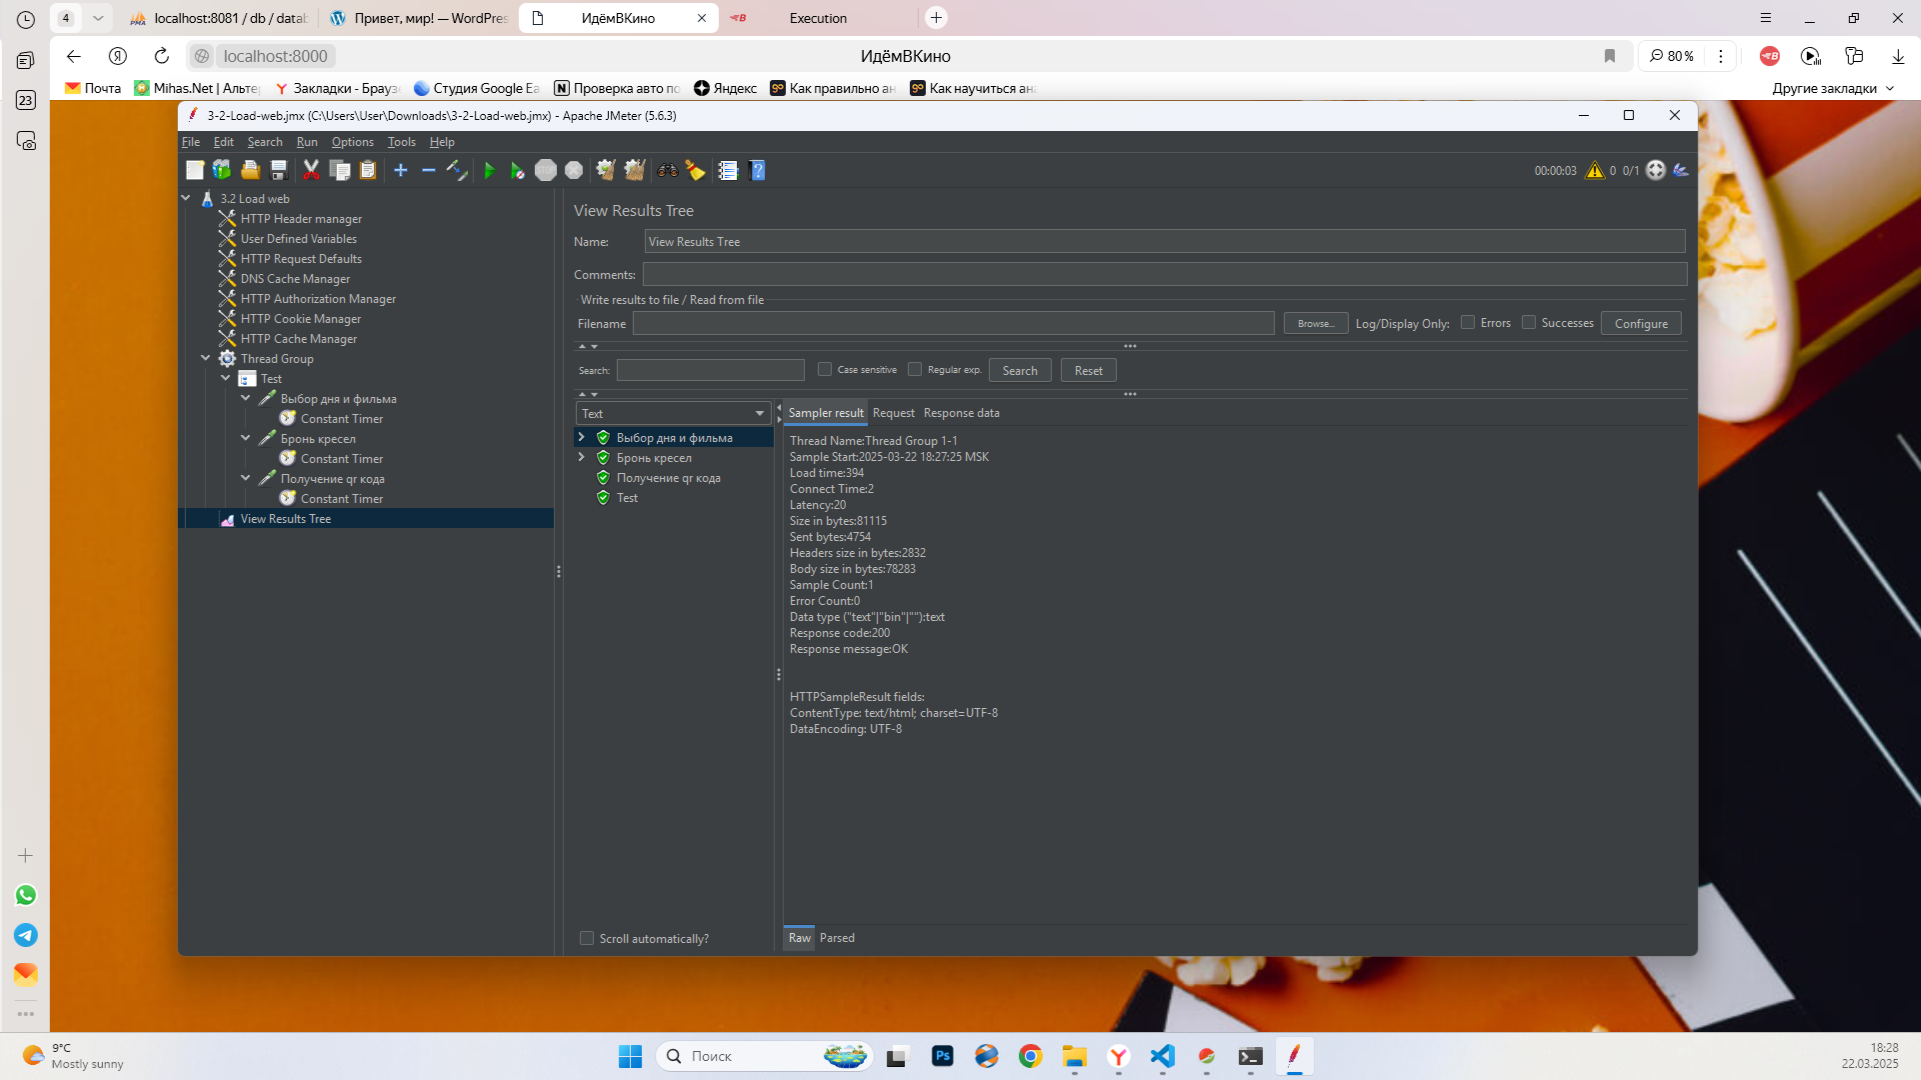 4
localhost:8081 / db / datab
Привет, мир! — WordPres
ИдёмВКино
Execution
localhost:8000
ИдёмВКино
80 %
Почта
Mihas.Net | Альте
Закладки - Брауз
Студия Google Ea
Проверка авто по
Яндекс
Как правильно ан
Как научиться ана
Другие закладки
23
3-2-Load-web.jmx (C:\Users\User\Downloads\3-2-Load-web.jmx) - Apache JMeter (5.6.3)
File Edit Search Run Options Tools Help
00:00:03 0 0/1
3.2 Load web
HTTP Header manager
User Defined Variables
HTTP Request Defaults
DNS Cache Manager
HTTP Authorization Manager
HTTP Cookie Manager
HTTP Cache Manager
Thread Group
Test
Выбор дня и фильма
Constant Timer
Бронь кресел
Constant Timer
Получение qr кода
Constant Timer
View Results Tree
View Results Tree
Name: View Results Tree
Comments:
Write results to file / Read from file
Filename Browse... Log/Display Only: Errors Successes Configure
Search: Case sensitive Regular exp. Search Reset
Text
Выбор дня и фильма
Бронь кресел
Получение qr кода
Test
Scroll automatically?
Sampler result Request Response data
Thread Name:Thread Group 1-1
Sample Start:2025-03-22 18:27:25 MSK
Load time:394
Connect Time:2
Latency:20
Size in bytes:81115
Sent bytes:4754
Headers size in bytes:2832
Body size in bytes:78283
Sample Count:1
Error Count:0
Data type ("text"|"bin"|""):text
Response code:200
Response message:OK
HTTPSampleResult fields:
ContentType: text/html; charset=UTF-8
DataEncoding: UTF-8
Raw Parsed
9°C
Mostly sunny
Поиск
Ps
18:28
22.03.2025